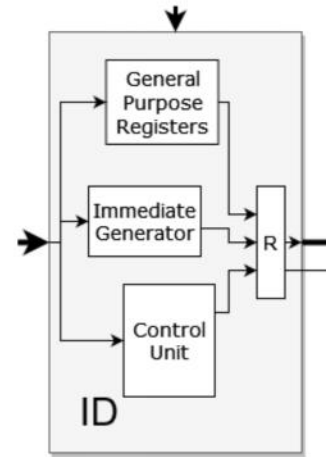 General
Purpose
Registers
Immediate
Generator
R
Control
Unit
ID